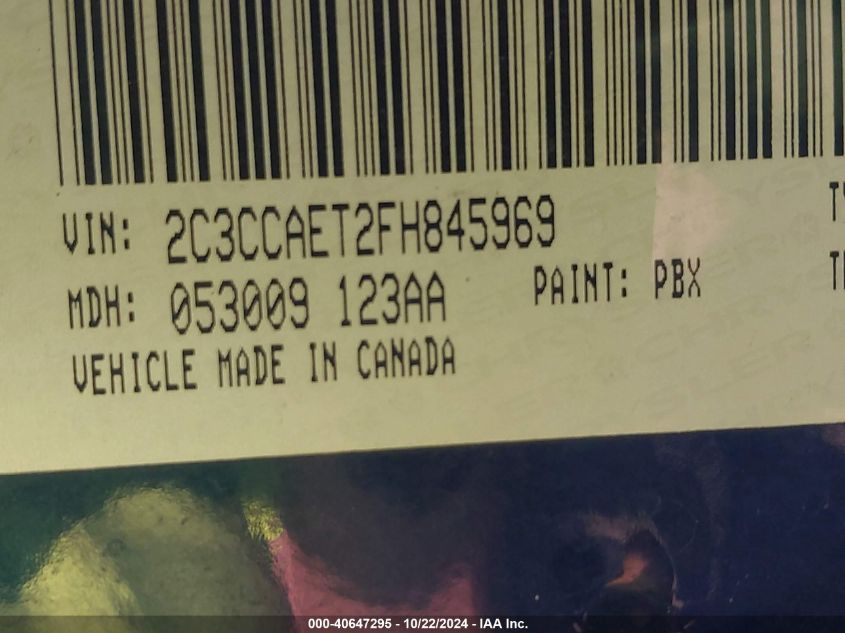 VIN: 2C3CCAET2FH845969
MDH: 053009 123AA PAINT: PBX
VEHICLE MADE IN CANADA
000-40647295 - 10/22/2024 - IAA Inc.